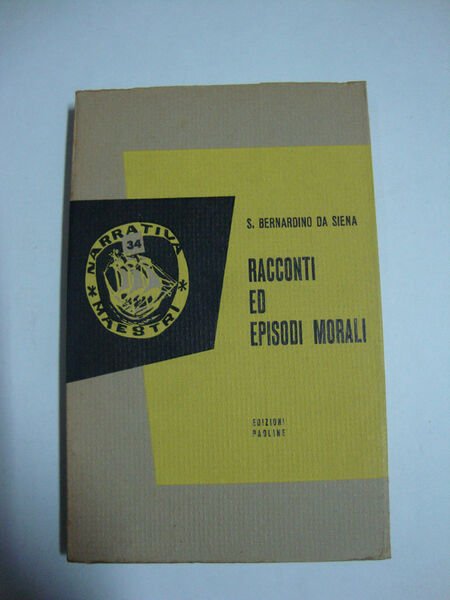 NARRATIVA
34
* MAESTRI *
S. BERNARDINO DA SIENA
RACCONTI
ED
EPISODI MORALI
EDIZIONI
PAOLINE